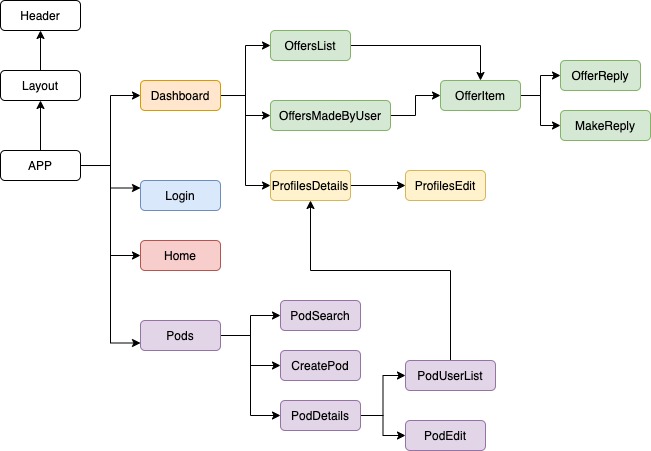 Header
Layout
APP
Dashboard
Login
Home
Pods
OffersList
OffersMadeByUser
ProfilesDetails
OfferItem
OfferReply
MakeReply
ProfilesEdit
PodSearch
CreatePod
PodDetails
PodUserList
PodEdit